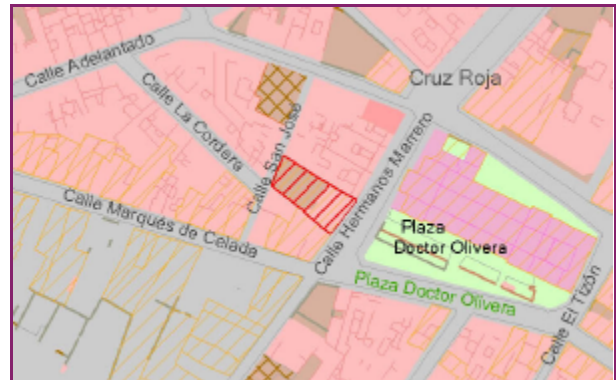 Calle Adelantado
Cruz Roja
Calle La Cordera
Calle San José
Calle Hermanos Marrero
Calle Marqués de Celada
Plaza
Doctor Olivera
Plaza Doctor Olivera
Calle El Tizón